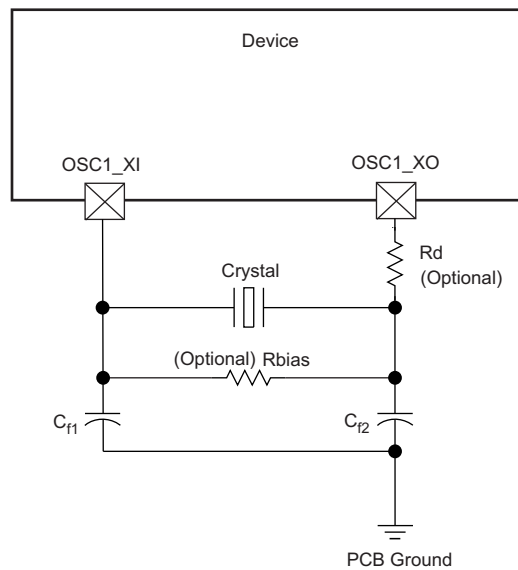 Device
OSC1_XI
OSC1_XO
Rd
(Optional)
Crystal
(Optional) Rbias
Cf1
Cf2
PCB Ground